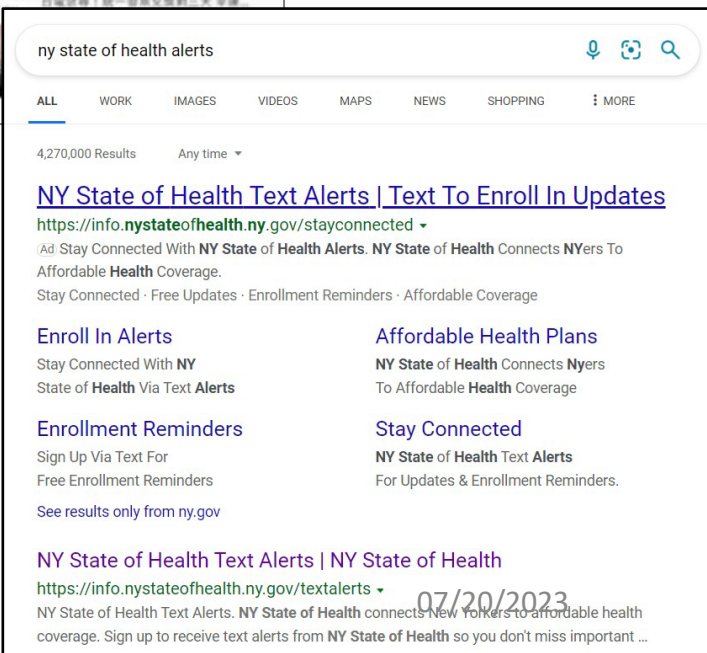 ny state of health alerts
ALL WORK IMAGES VIDEOS MAPS NEWS SHOPPING MORE
4,270,000 Results Any time
NY State of Health Text Alerts | Text To Enroll In Updates
https://info.nystateofhealth.ny.gov/stayconnected
Ad Stay Connected With NY State of Health Alerts. NY State of Health Connects NYers To
Affordable Health Coverage.
Stay Connected · Free Updates · Enrollment Reminders · Affordable Coverage
Enroll In Alerts
Stay Connected With NY
State of Health Via Text Alerts
Affordable Health Plans
NY State of Health Connects Nyers
To Affordable Health Coverage
Enrollment Reminders
Sign Up Via Text For
Free Enrollment Reminders
Stay Connected
NY State of Health Text Alerts
For Updates & Enrollment Reminders.
See results only from ny.gov
NY State of Health Text Alerts | NY State of Health
https://info.nystateofhealth.ny.gov/textalerts
07/20/2023
NY State of Health Text Alerts. NY State of Health connects New Yorkers to affordable health
coverage. Sign up to receive text alerts from NY State of Health so you don't miss important ...